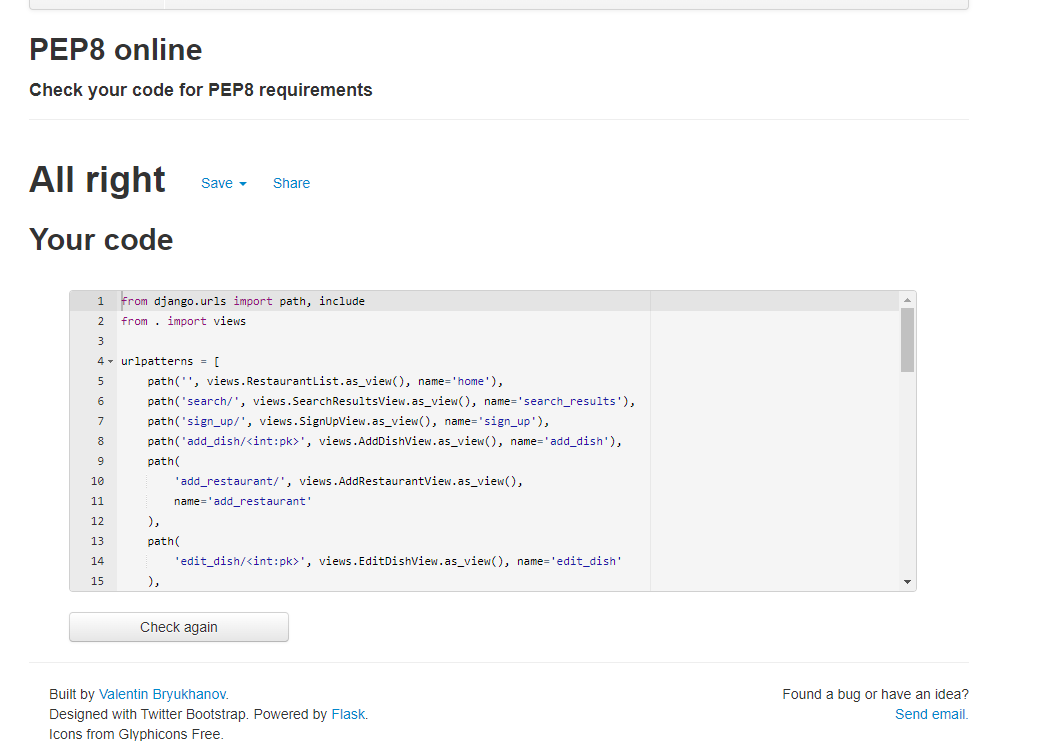 PEP8 online
Check your code for PEP8 requirements
All right Save Share
Your code
1 from django.urls import path, include
2 from . import views
3
4 urlpatterns = [
5     path('', views.RestaurantList.as_view(), name='home'),
6     path('search/', views.SearchResultsView.as_view(), name='search_results'),
7     path('sign_up/', views.SignUpView.as_view(), name='sign_up'),
8     path('add_dish/<int:pk>', views.AddDishView.as_view(), name='add_dish'),
9     path(
10         'add_restaurant/', views.AddRestaurantView.as_view(),
11         name='add_restaurant'
12     ),
13     path(
14         'edit_dish/<int:pk>', views.EditDishView.as_view(), name='edit_dish'
15     ),
Check again
Built by Valentin Bryukhanov.
Designed with Twitter Bootstrap. Powered by Flask.
Icons from Glyphicons Free.
Found a bug or have an idea?
Send email.